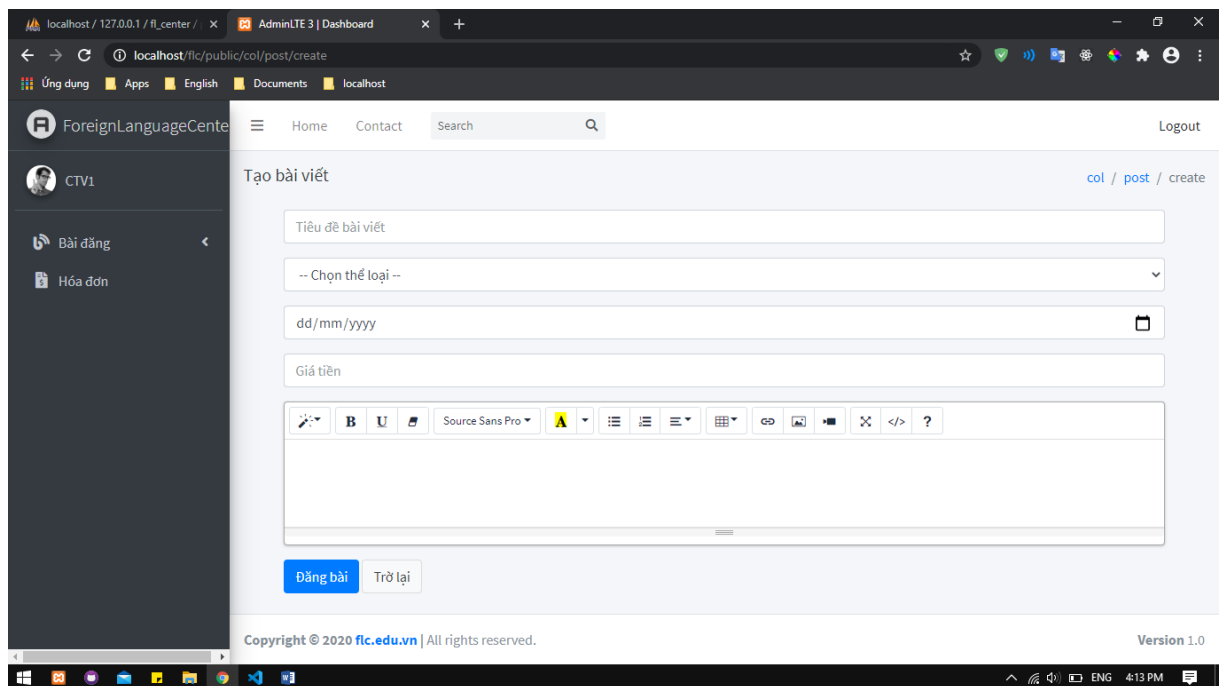 localhost / 127.0.0.1 / fl_center /
AdminLTE 3 | Dashboard
localhost/flc/public/col/post/create
Ứng dụng Apps English Documents localhost
ForeignLanguageCente
Home Contact Search Logout
CTV1
Tạo bài viết
col / post / create
Bài đăng
Hóa đơn
Tiêu đề bài viết
-- Chọn thể loại --
dd/mm/yyyy
Giá tiền
B U Source Sans Pro A </> ?
Đăng bài Trờ lại
Copyright © 2020 flc.edu.vn | All rights reserved.
Version 1.0
ENG 4:13 PM